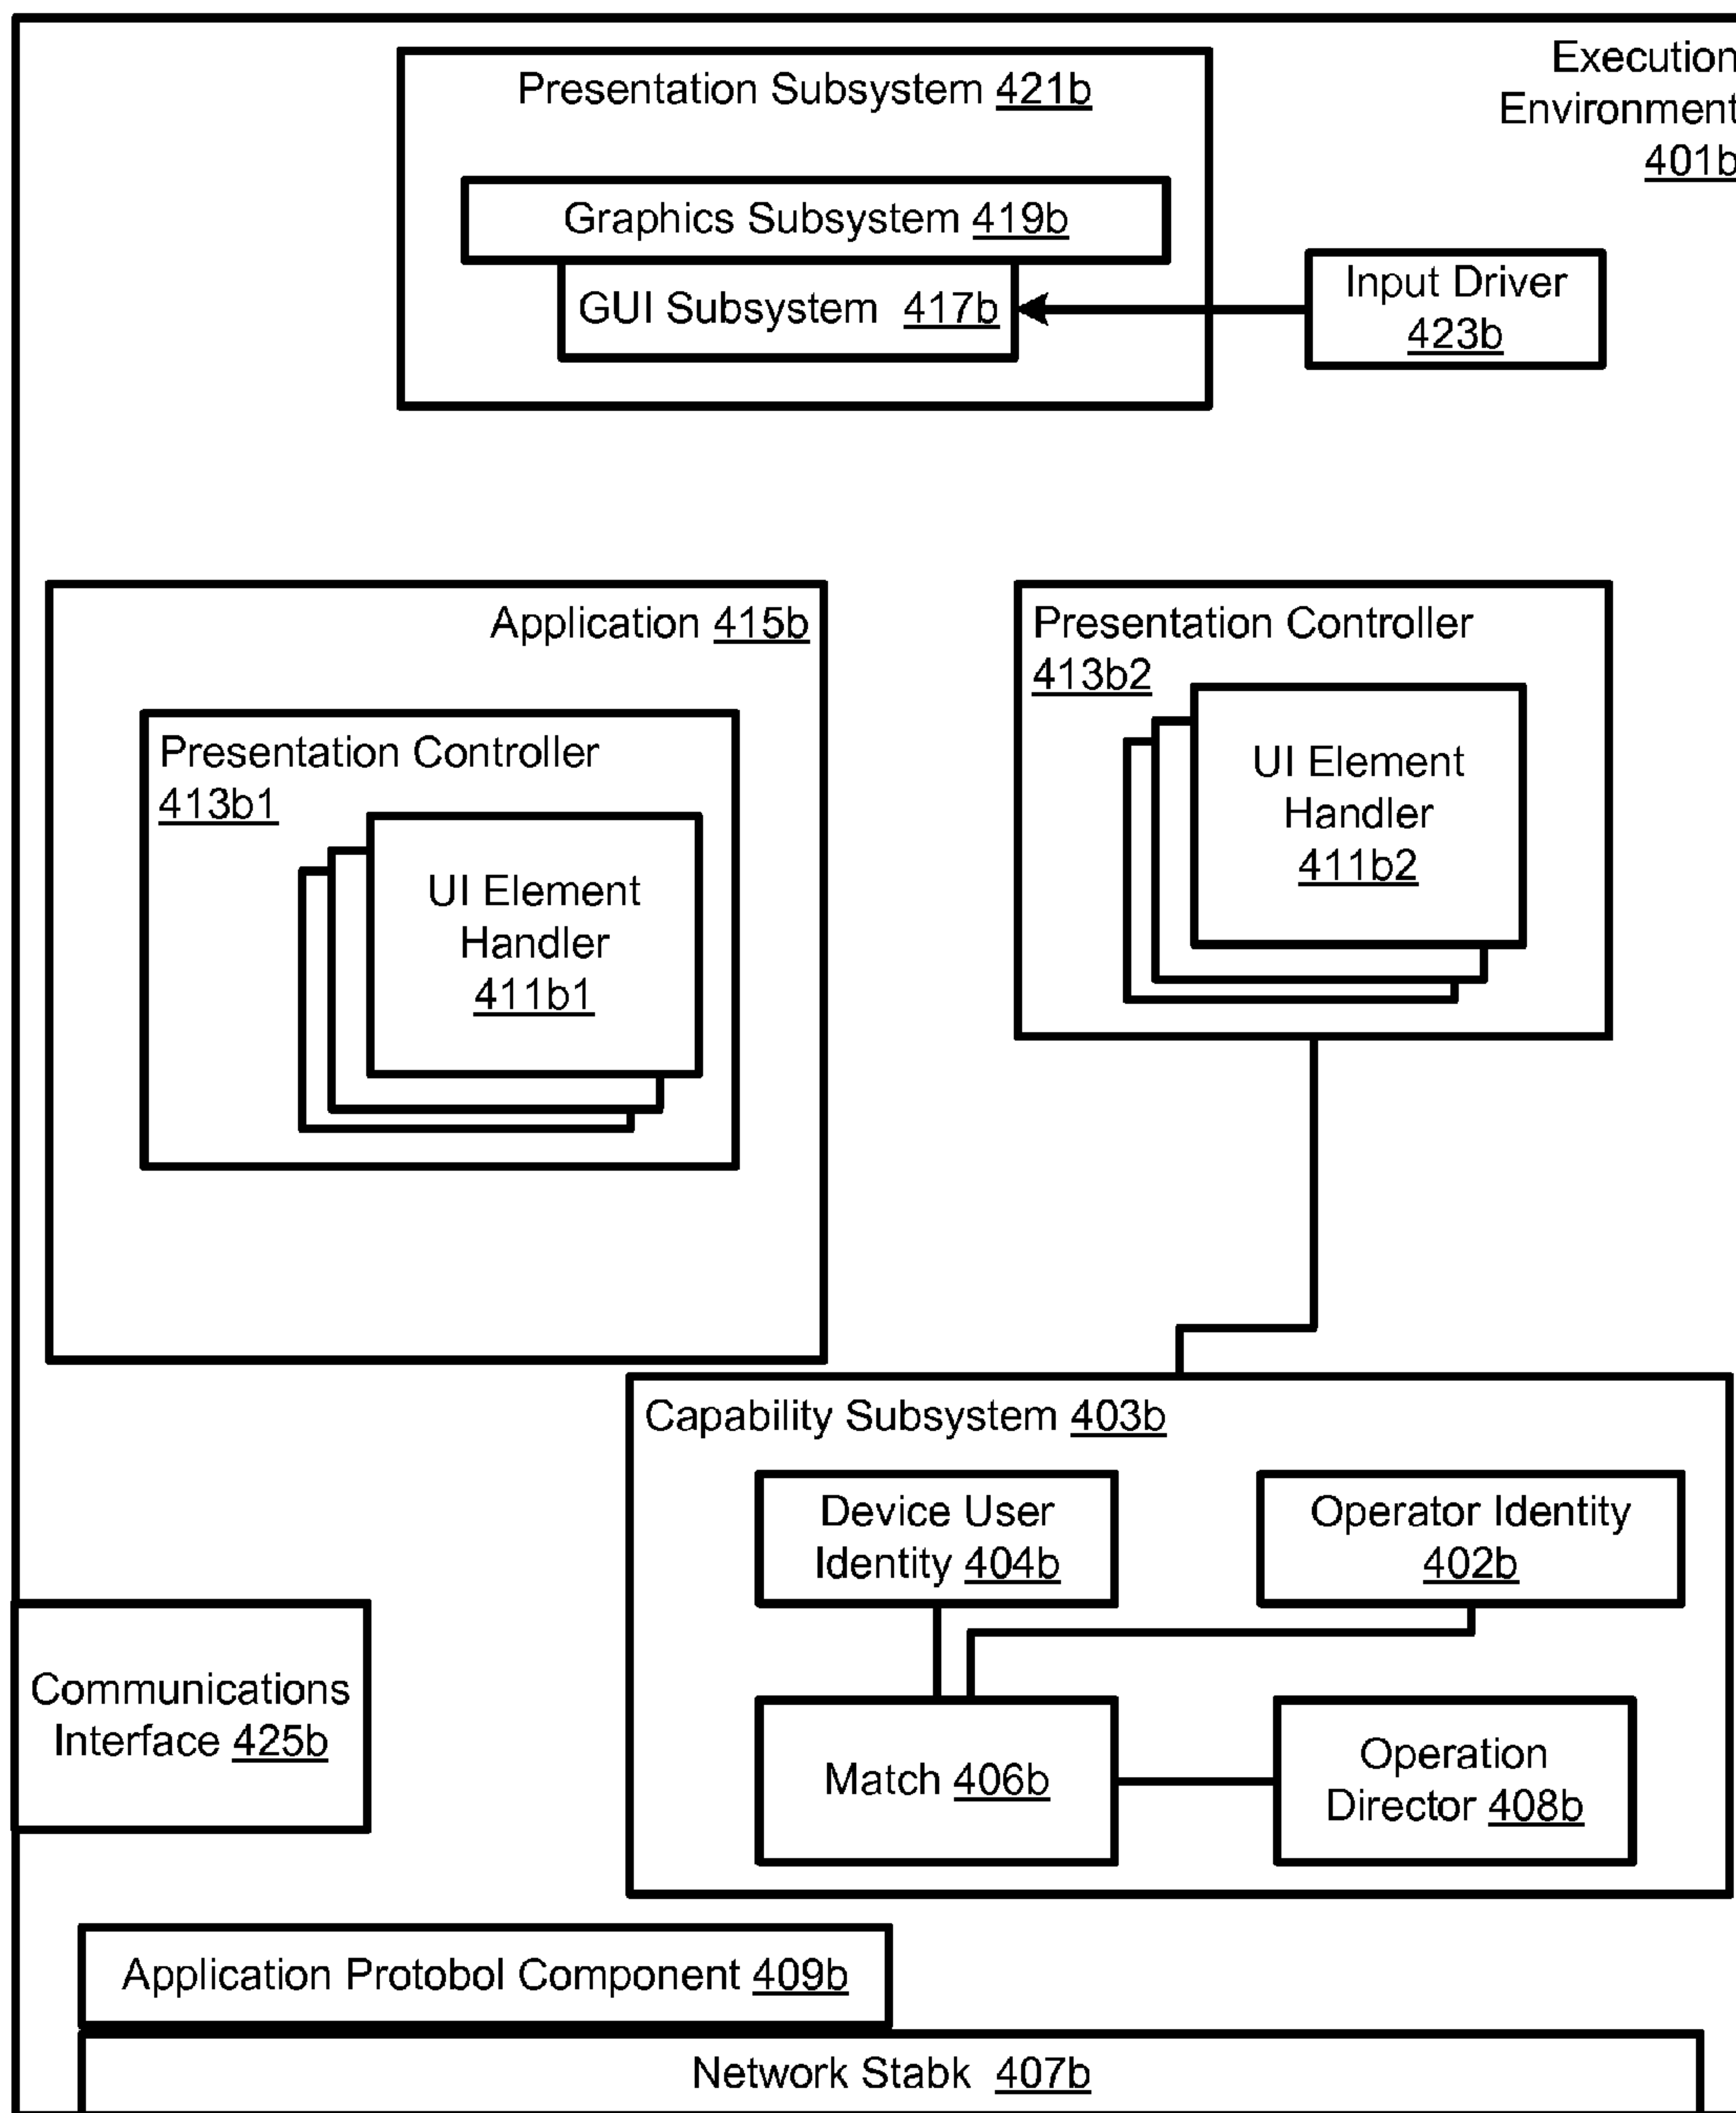 Execution
Environment
401b
Presentation Subsystem 421b
Graphics Subsystem 419b
GUI Subsystem 417b
Input Driver
423b
Application 415b
Presentation Controller
413b1
UI Element
Handler
411b1
Presentation Controller
413b2
UI Element
Handler
411b2
Capability Subsystem 403b
Device User
Identity 404b
Operator Identity
402b
Match 406b
Operation
Director 408b
Communications
Interface 425b
Application Protobol Component 409b
Network Stabk 407b